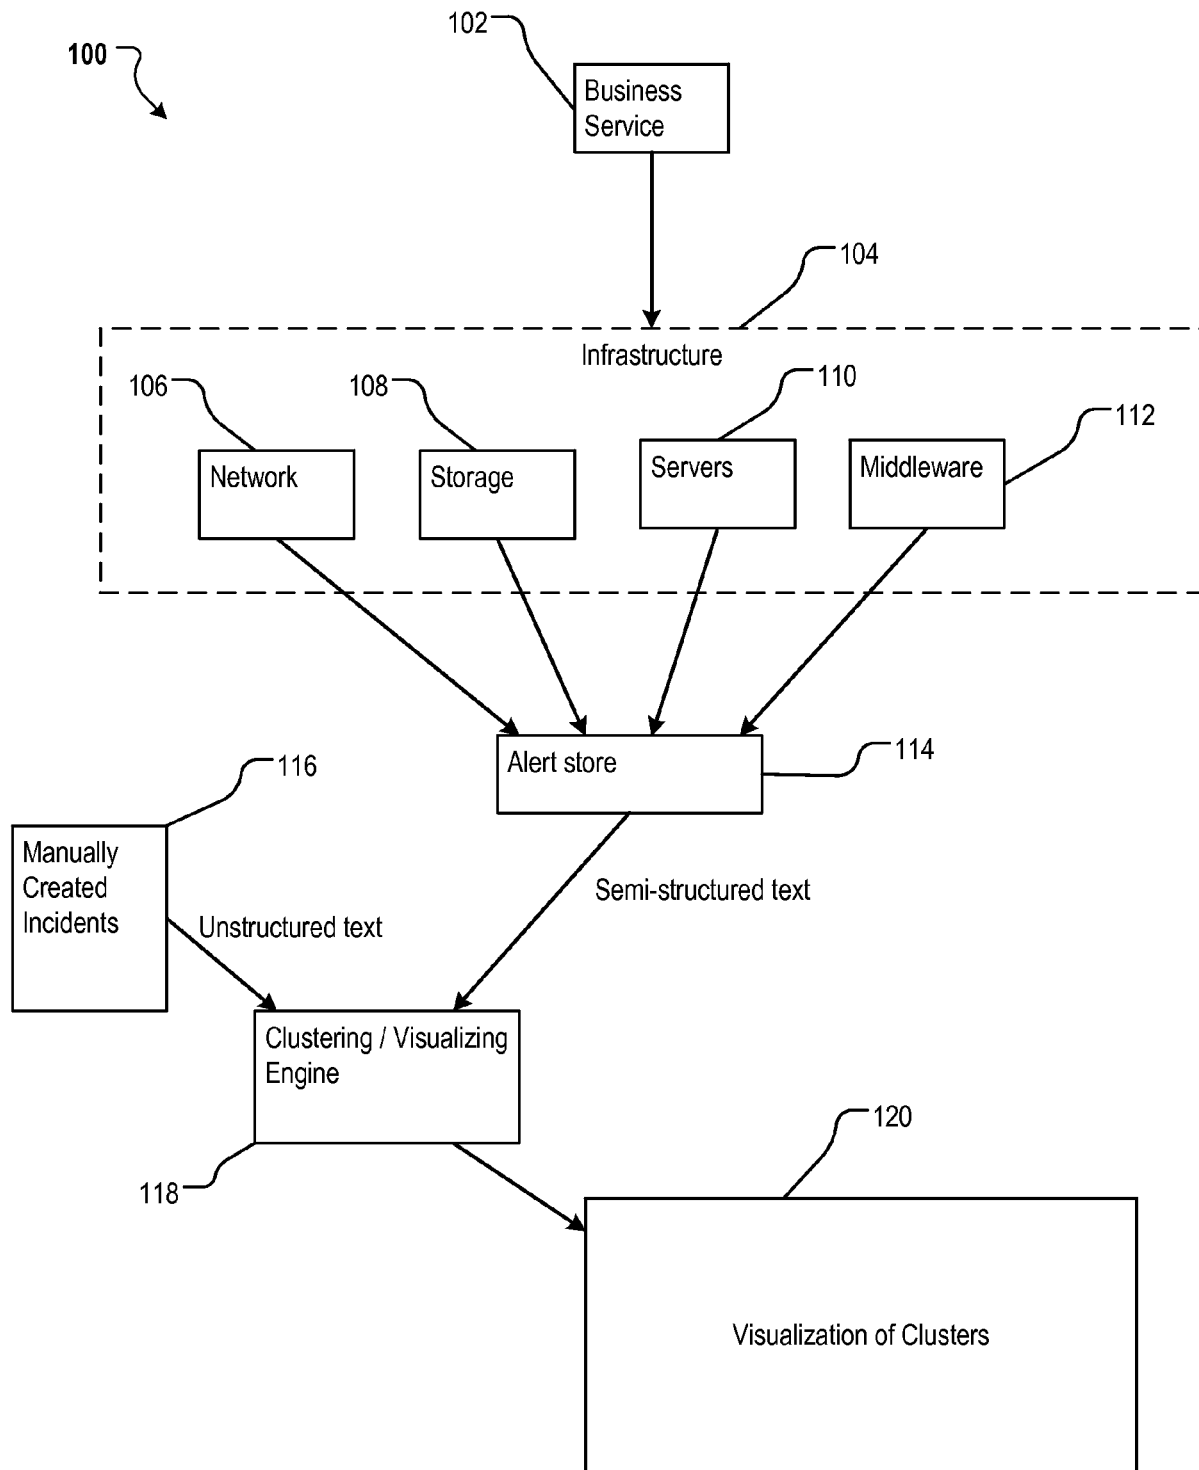 102
100
Business
Service
104
Infrastructure
106
108
110
112
Network
Storage
Servers
Middleware
114
116
Alert store
Manually
Created
Incidents
Semi-structured text
Unstructured text
Clustering / Visualizing
Engine
120
118
Visualization of Clusters